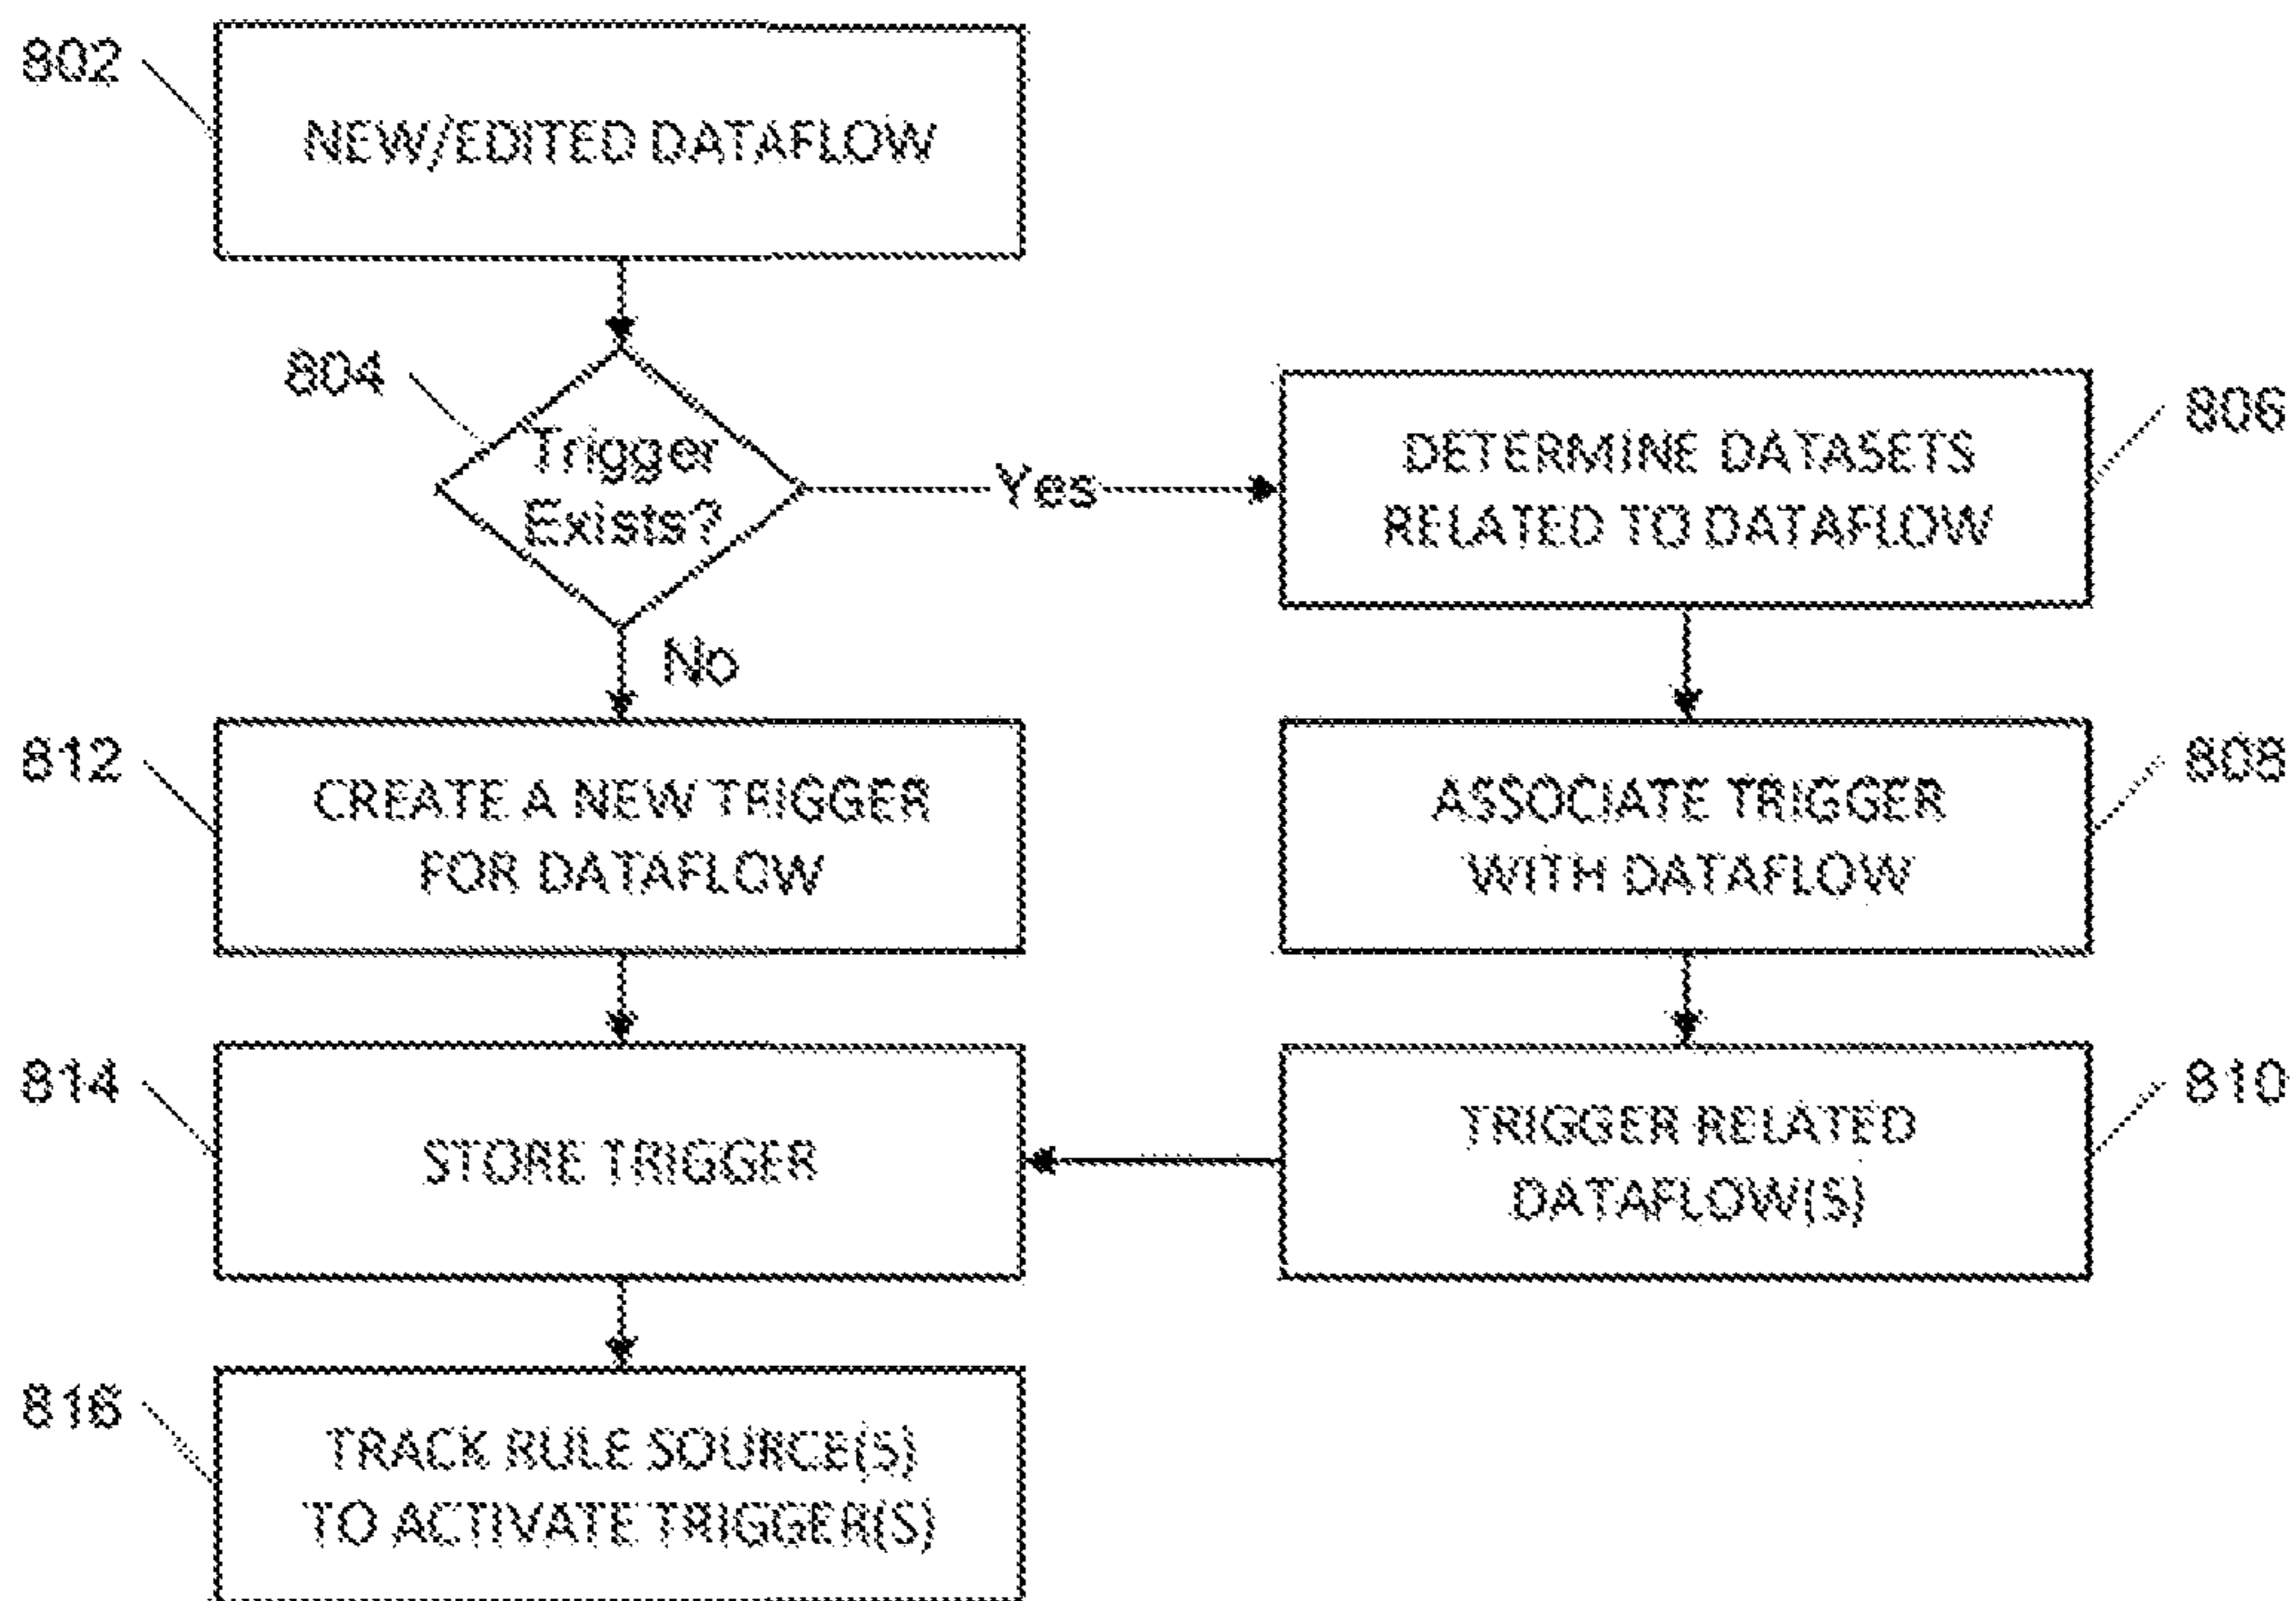 802
NEW/EDITED DATAFLOW
804
Trigger
Exists?
Yes
806
DETERMINE DATASETS
RELATED TO DATAFLOW
No
812
CREATE A NEW TRIGGER
FOR DATAFLOW
808
ASSOCIATE TRIGGER
WITH DATAFLOW
814
STORE TRIGGER
810
TRIGGER RELATED
DATAFLOW(S)
816
TRACK RULE SOURCE(S)
TO ACTIVATE TRIGGER(S)